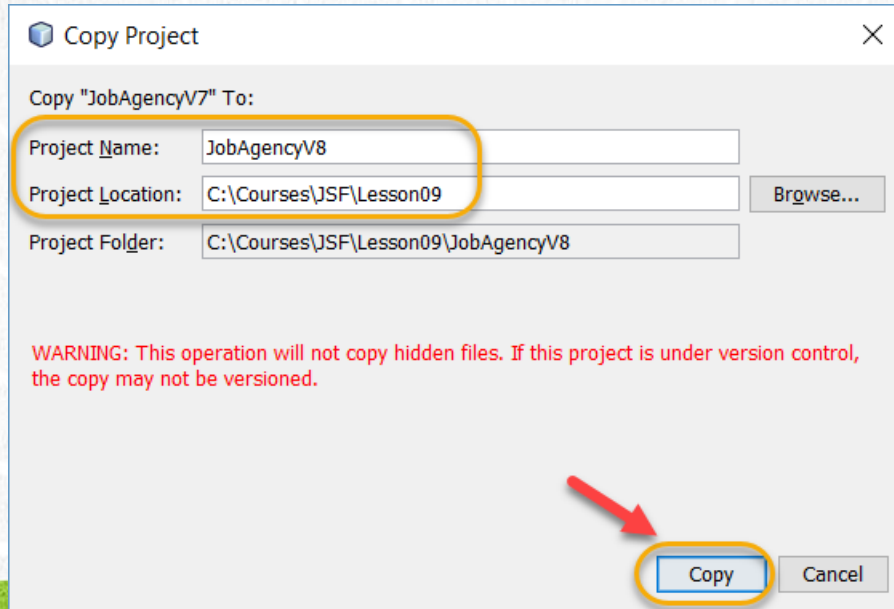 Copy Project
Copy "JobAgencyV7" To:
Project Name: JobAgencyV8
Project Location: C:\Courses\JSF\Lesson09 Browse...
Project Folder: C:\Courses\JSF\Lesson09\JobAgencyV8
WARNING: This operation will not copy hidden files. If this project is under version control,
the copy may not be versioned.
Copy Cancel